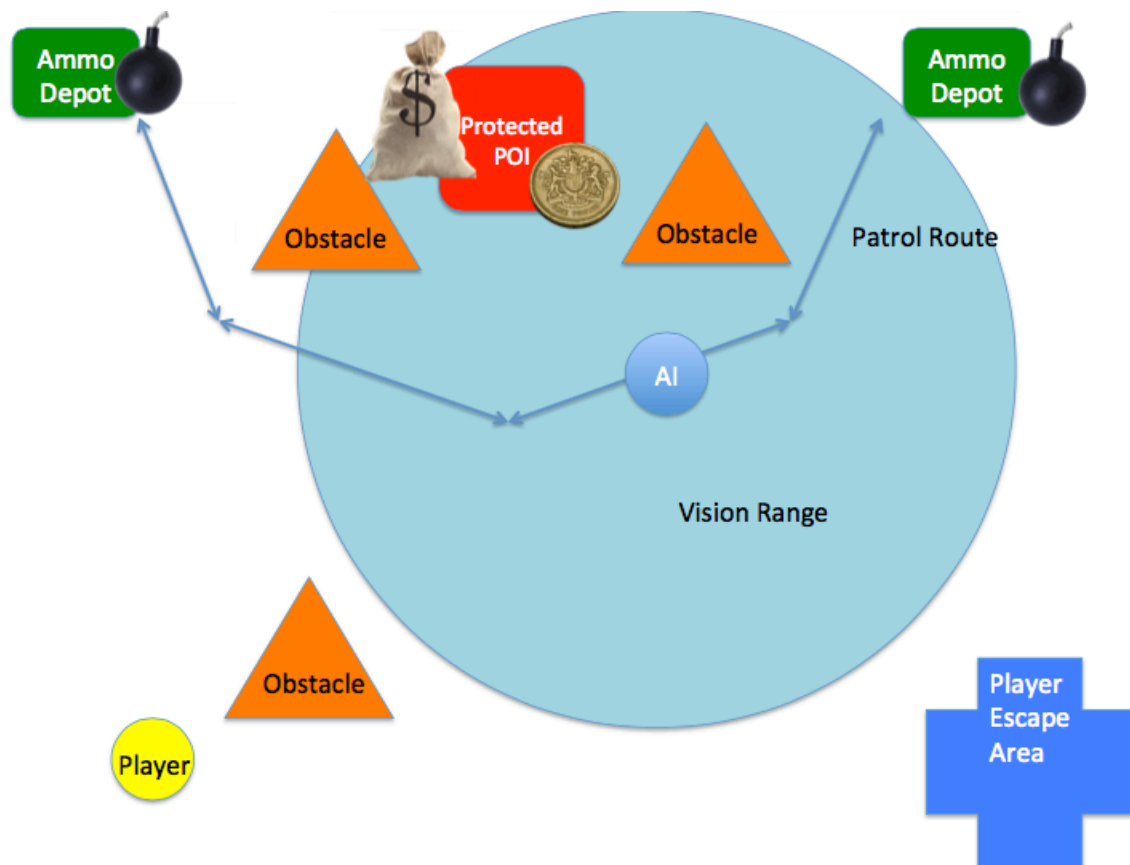 Ammo
Depot
Ammo
Depot
$
Protected
POI
Obstacle
Obstacle
Patrol Route
AI
Vision Range
Obstacle
Player
Escape
Area
Player